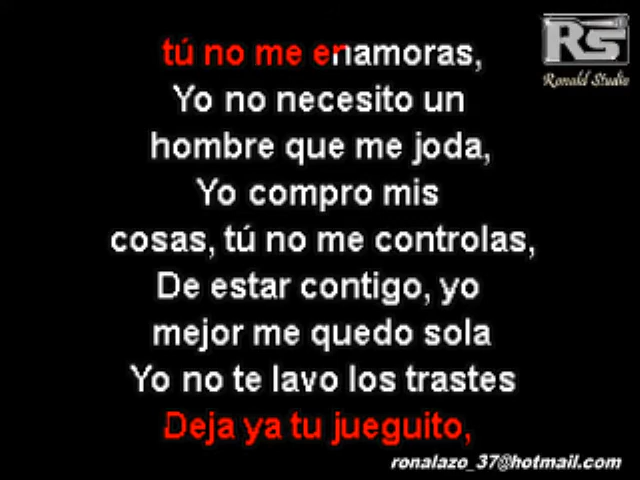 RS
Ronald Studio
tú no me enamoras,
Yo no necesito un
hombre que me joda,
Yo compro mis
cosas, tú no me controlas,
De estar contigo, yo
mejor me quedo sola
Yo no te lavo los trastes
Deja ya tu jueguito,
ronalazo_37@hotmail.com